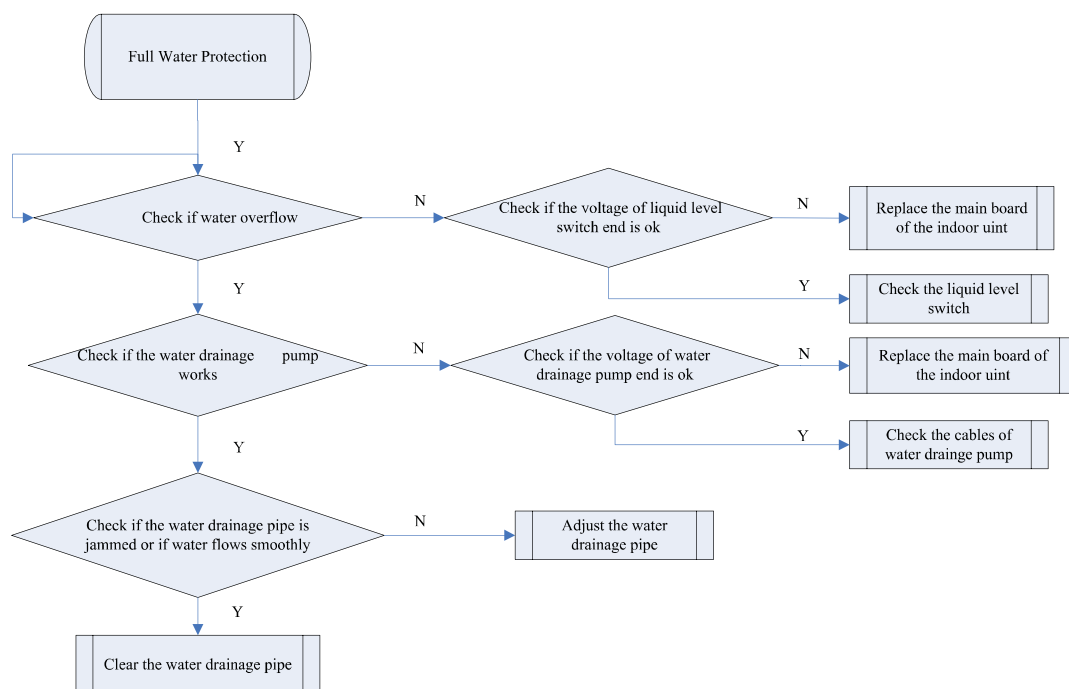 Full Water Protection
Y
Check if water overflow
N
Check if the voltage of liquid level
switch end is ok
N
Replace the main board
of the indoor uint
Y
Check the liquid level
switch
Y
Check if the water drainage pump
works
N
Check if the voltage of water
drainage pump end is ok
N
Replace the main board of
the indoor uint
Y
Check the cables of
water drainge pump
Y
Check if the water drainage pipe is
jammed or if water flows smoothly
N
Adjust the water
drainage pipe
Y
Clear the water drainage pipe